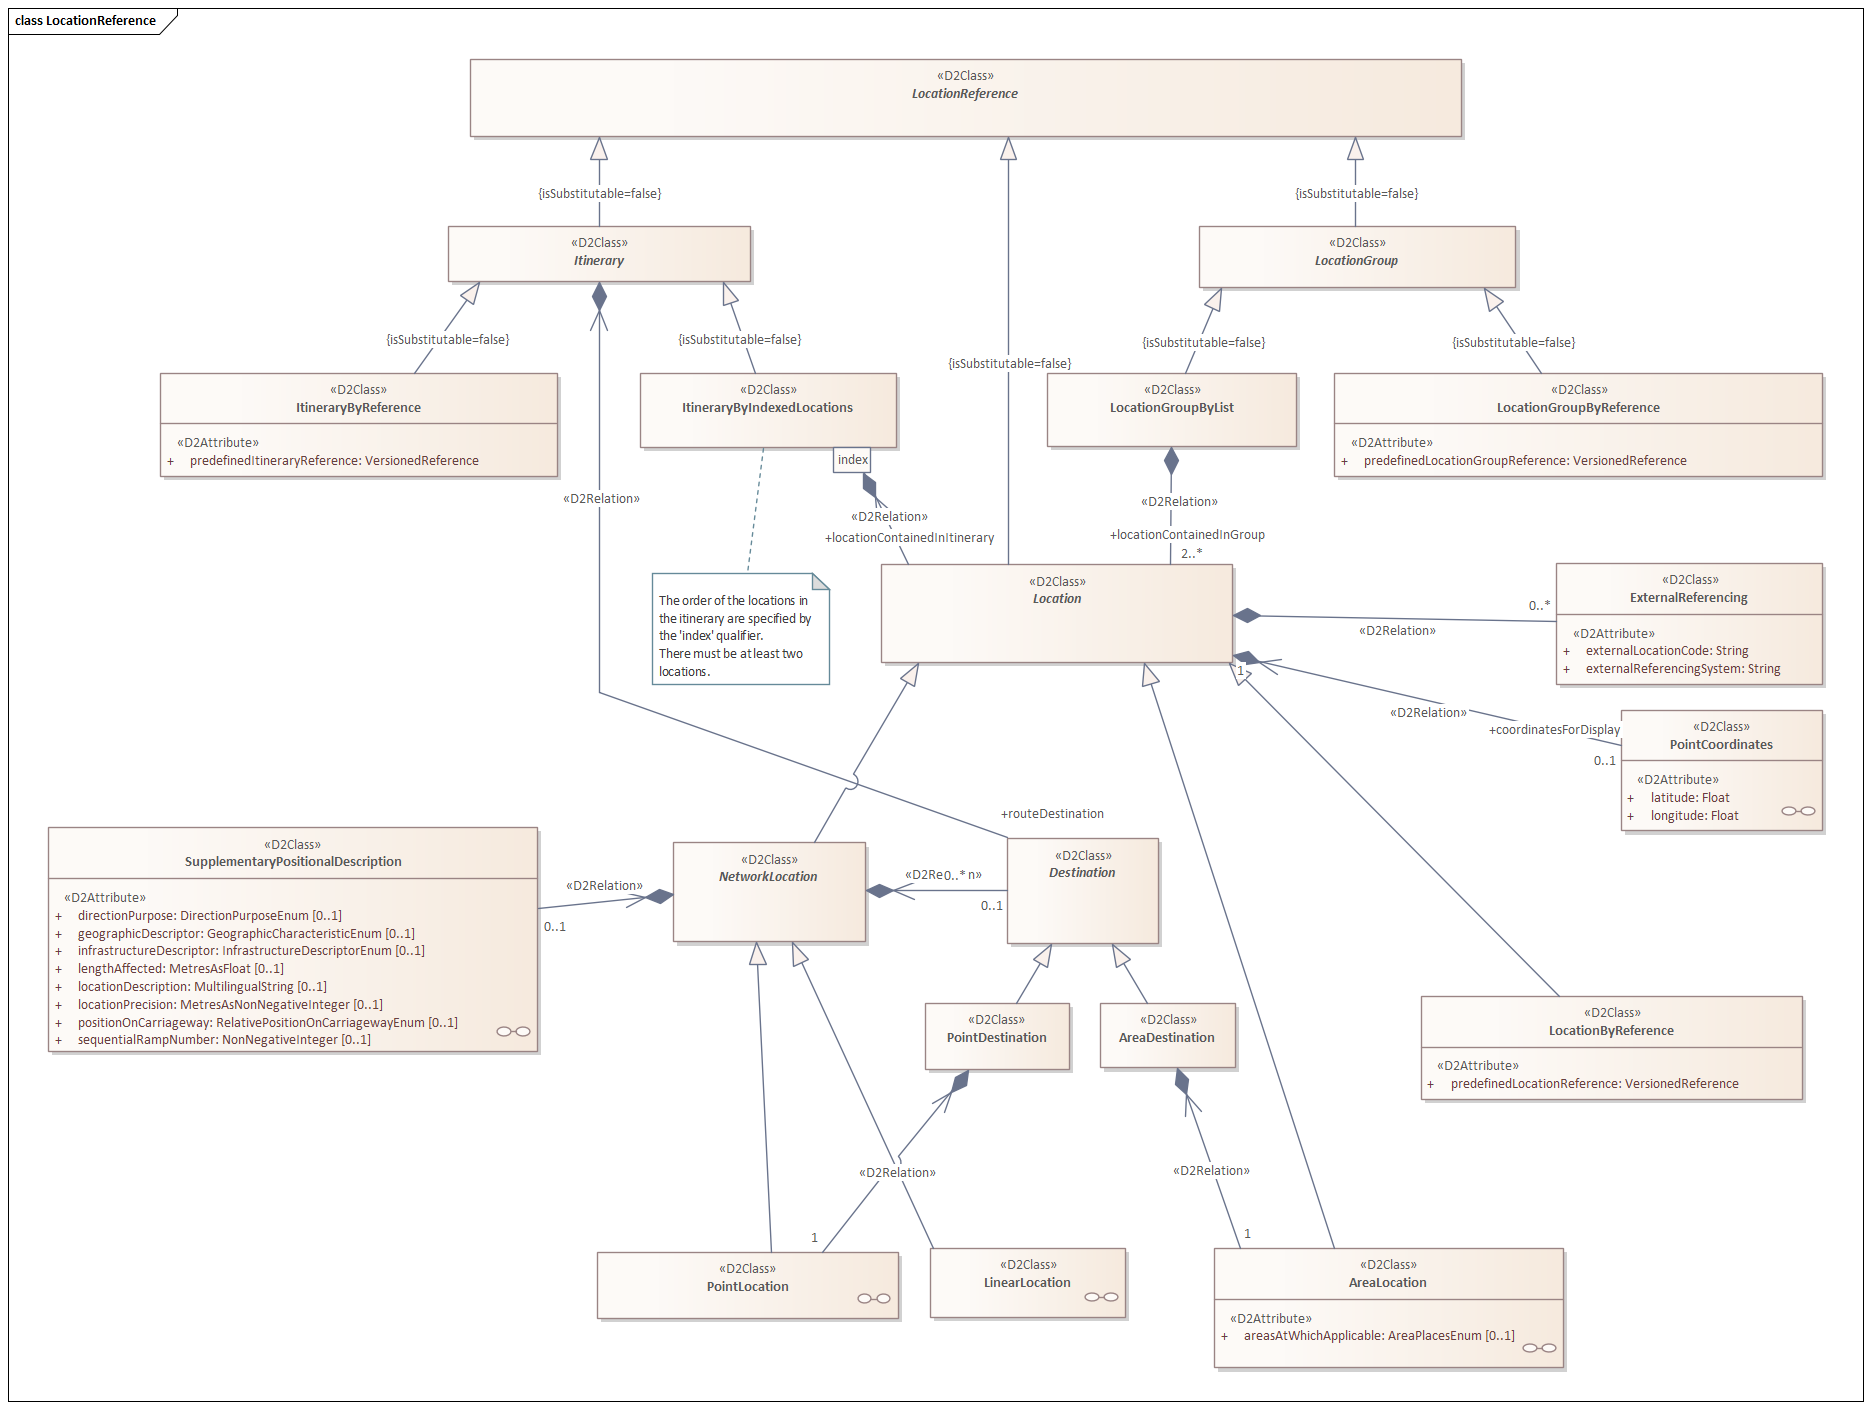 class LocationReference
«D2Class»
LocationReference
{isSubstitutable=false}
{isSubstitutable=false}
«D2Class»
Itinerary
«D2Class»
LocationGroup
{isSubstitutable=false}
{isSubstitutable=false}
{isSubstitutable=false}
{isSubstitutable=false}
{isSubstitutable=false}
«D2Class»
ItineraryByReference
«D2Attribute»
+ predefinedItineraryReference: VersionedReference
«D2Class»
ItineraryByIndexedLocations
index
«D2Class»
LocationGroupByList
«D2Class»
LocationGroupByReference
«D2Attribute»
+ predefinedLocationGroupReference: VersionedReference
«D2Relation»
«D2Relation»
+locationContainedInItinerary
«D2Relation»
+locationContainedInGroup
2..*
The order of the locations in
the itinerary are specified by
the 'index' qualifier.
There must be at least two
locations.
«D2Class»
Location
0..*
«D2Relation»
«D2Class»
ExternalReferencing
«D2Attribute»
+ externalLocationCode: String
+ externalReferencingSystem: String
1
«D2Relation»
+coordinatesForDisplay
0..1
«D2Class»
PointCoordinates
«D2Attribute»
+ latitude: Float
+ longitude: Float
+routeDestination
«D2Class»
SupplementaryPositionalDescription
«D2Attribute»
+ directionPurpose: DirectionPurposeEnum [0..1]
+ geographicDescriptor: GeographicCharacteristicEnum [0..1]
+ infrastructureDescriptor: InfrastructureDescriptorEnum [0..1]
+ lengthAffected: MetresAsFloat [0..1]
+ locationDescription: MultilingualString [0..1]
+ locationPrecision: MetresAsNonNegativeInteger [0..1]
+ positionOnCarriageway: RelativePositionOnCarriagewayEnum [0..1]
+ sequentialRampNumber: NonNegativeInteger [0..1]
«D2Relation»
0..1
«D2Class»
NetworkLocation
«D2Re0..* n»
0..1
«D2Class»
Destination
«D2Class»
PointDestination
«D2Class»
AreaDestination
«D2Class»
LocationByReference
«D2Attribute»
+ predefinedLocationReference: VersionedReference
«D2Relation»
«D2Relation»
1
1
«D2Class»
PointLocation
«D2Class»
LinearLocation
«D2Class»
AreaLocation
«D2Attribute»
+ areasAtWhichApplicable: AreaPlacesEnum [0..1]